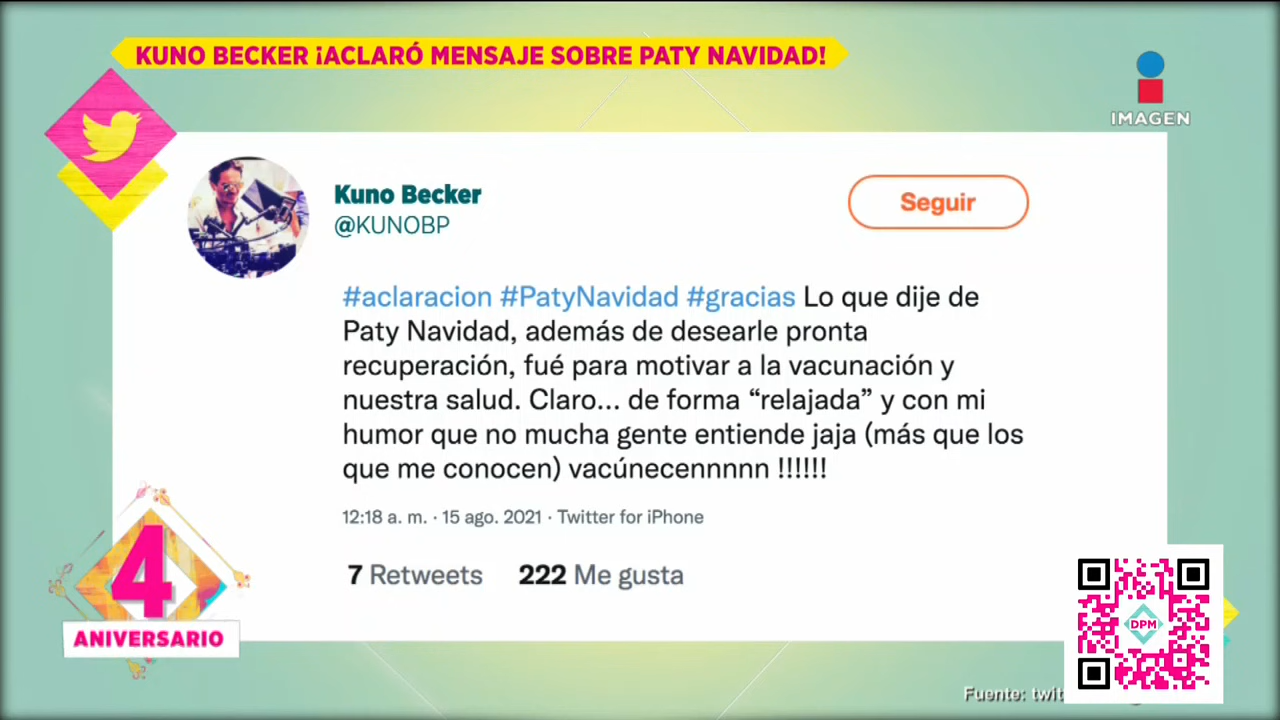 KUNO BECKER ¡ACLARÓ MENSAJE SOBRE PATY NAVIDAD!
IMAGEN
Kuno Becker
@KUNOBP
Seguir
#aclaracion #PatyNavidad #gracias Lo que dije de
Paty Navidad, además de desearle pronta
recuperación, fué para motivar a la vacunación y
nuestra salud. Claro... de forma “relajada” y con mi
humor que no mucha gente entiende jaja (más que los
que me conocen) vacúnecennnnn !!!!!!
12:18 a. m. · 15 ago. 2021 · Twitter for iPhone
7 Retweets 222 Me gusta
4
ANIVERSARIO
DPM
Fuente: